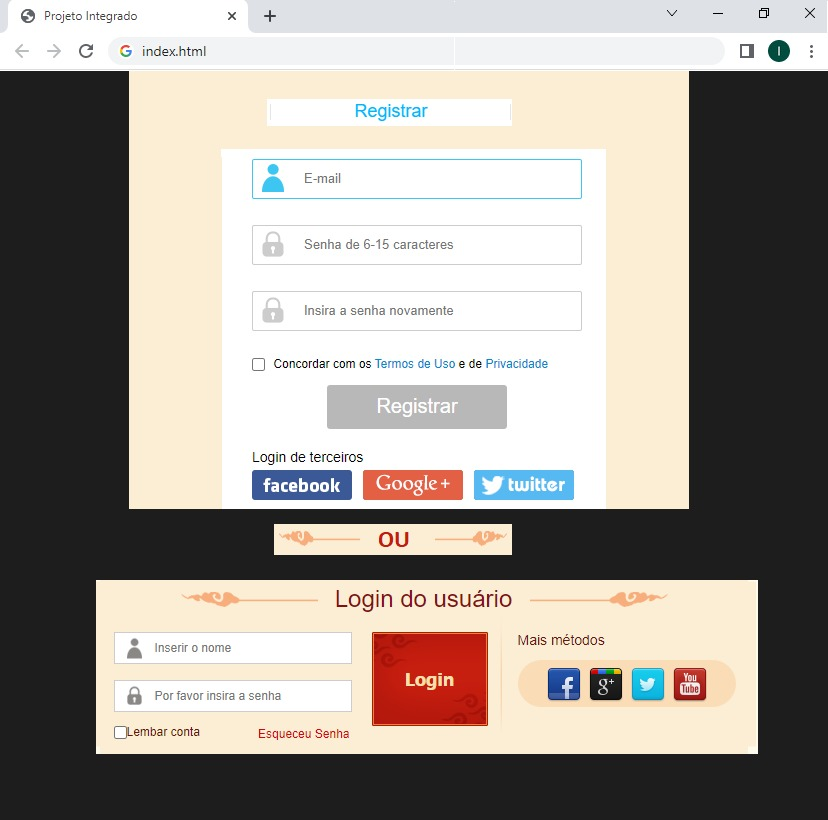 Projeto Integrado
index.html
I
Registrar
E-mail
Senha de 6-15 caracteres
Insira a senha novamente
Concordar com os Termos de Uso e de Privacidade
Registrar
Login de terceiros
facebook Google+ twitter
OU
Login do usuário
Inserir o nome
Por favor insira a senha
Lembar conta
Esqueceu Senha
Login
Mais métodos
f g+ You Tube